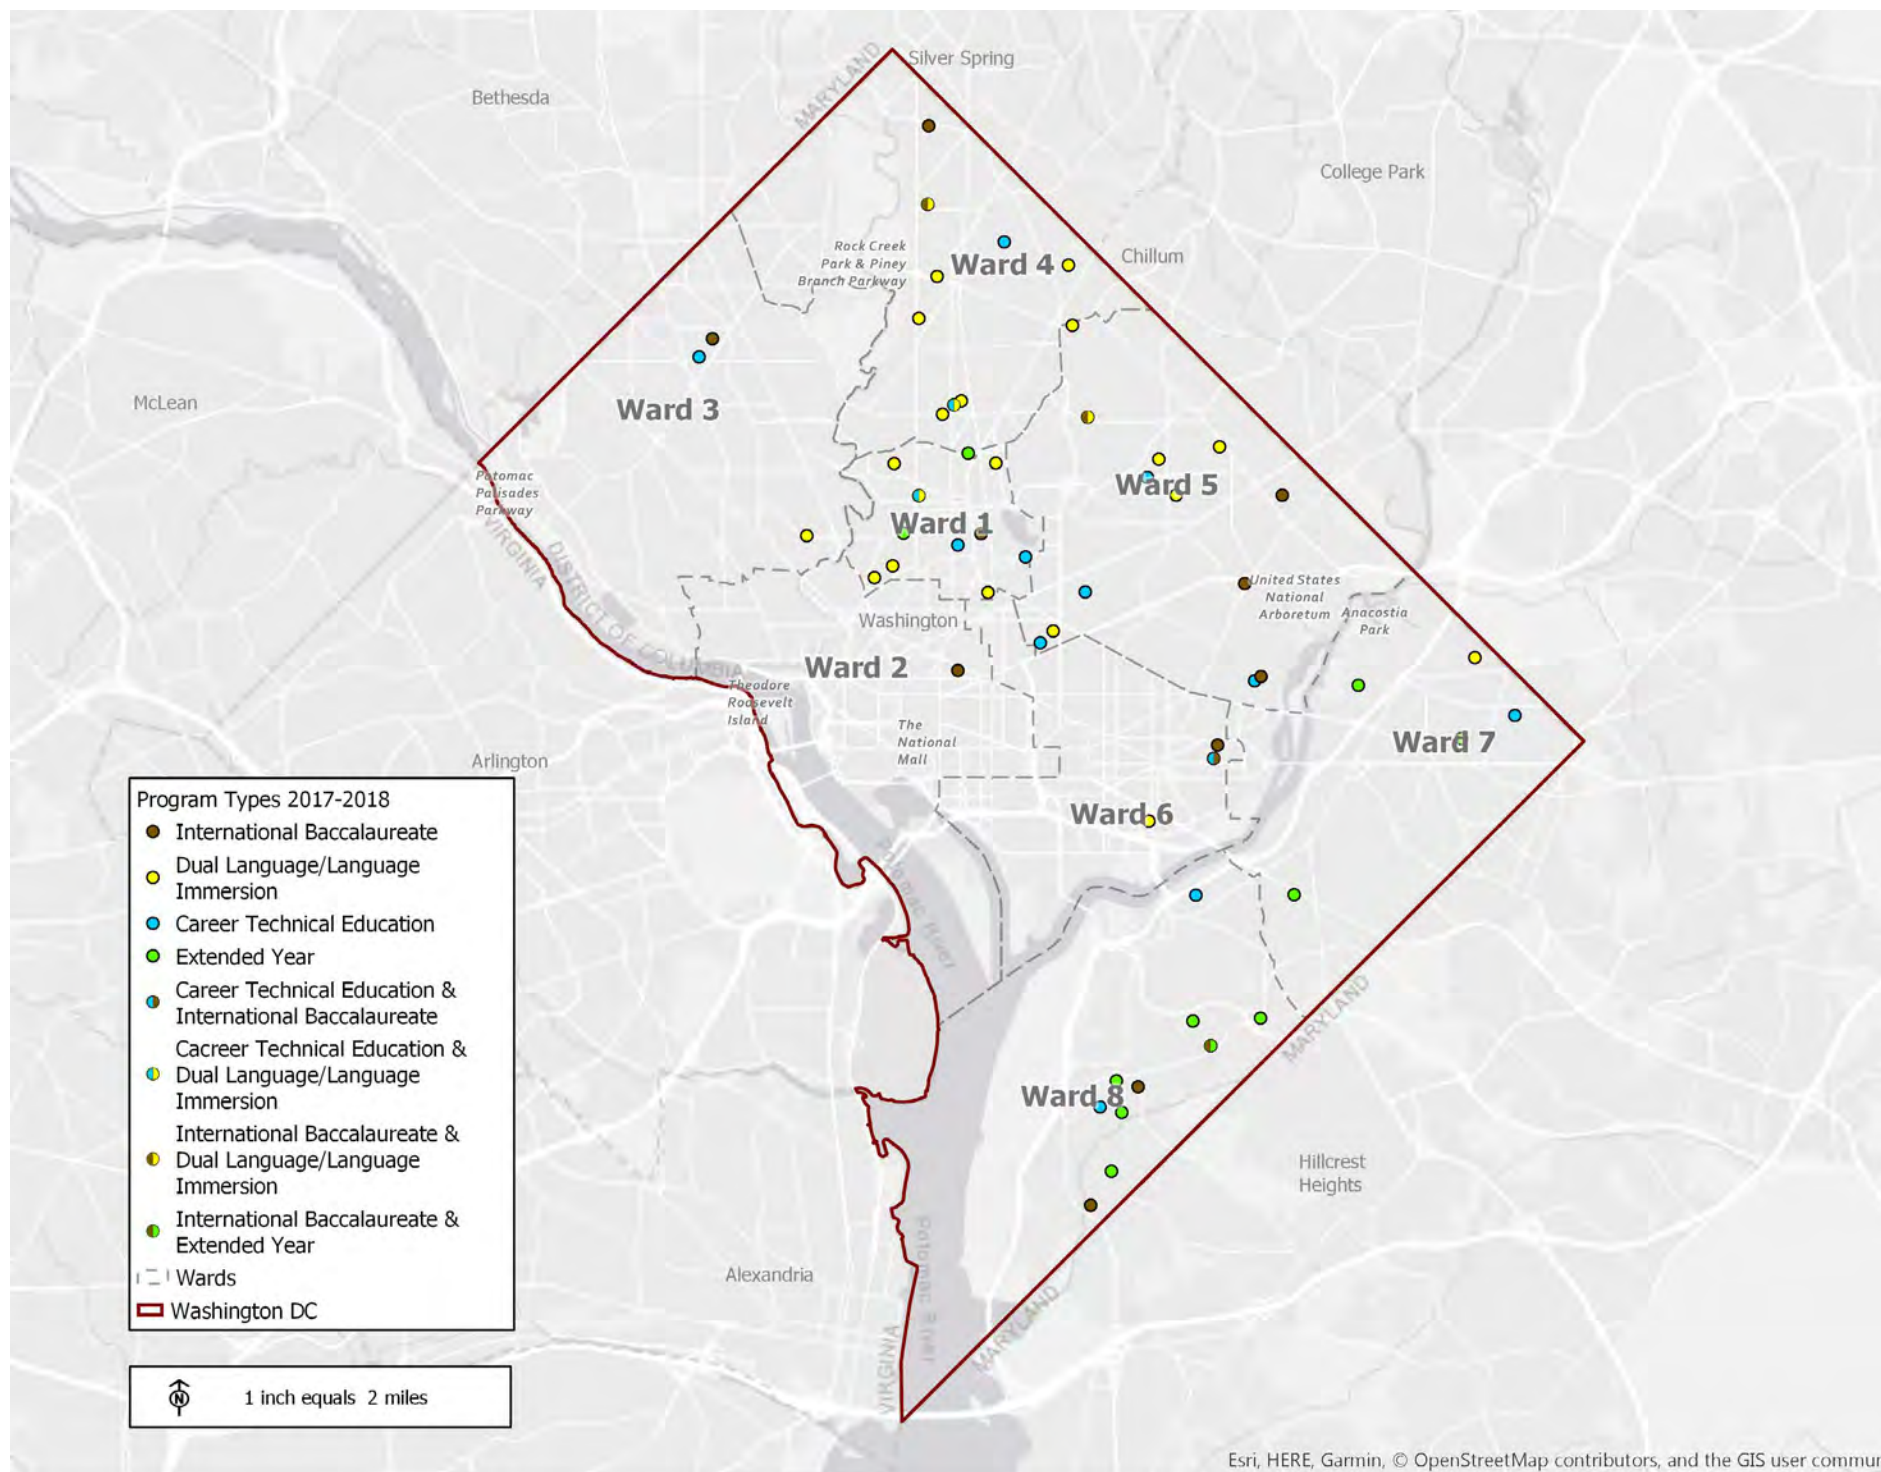 Silver Spring
MARYLAND
Bethesda
College Park
Rock Creek
Park & Piney
Branch Parkway
Ward 4
Chillum
McLean
Ward 3
Potomac
Palisades
Parkway
VIRGINIA
Ward 5
Ward 1
DISTRICT OF COLUMBIA
United States
National
Arboretum
Anacostia
Park
Washington
Ward 2
Theodore
Roosevelt
Island
The
National
Mall
Ward 7
Arlington
Ward 6
Potomac River
MARYLAND
Ward 8
Hillcrest
Heights
Alexandria
Potomac River
VIRGINIA
MARYLAND
Program Types 2017-2018
International Baccalaureate
Dual Language/Language
Immersion
Career Technical Education
Extended Year
Career Technical Education &
International Baccalaureate
Cacreer Technical Education &
Dual Language/Language
Immersion
International Baccalaureate &
Dual Language/Language
Immersion
International Baccalaureate &
Extended Year
Wards
Washington DC
N
1 inch equals 2 miles
Esri, HERE, Garmin, © OpenStreetMap contributors, and the GIS user commun